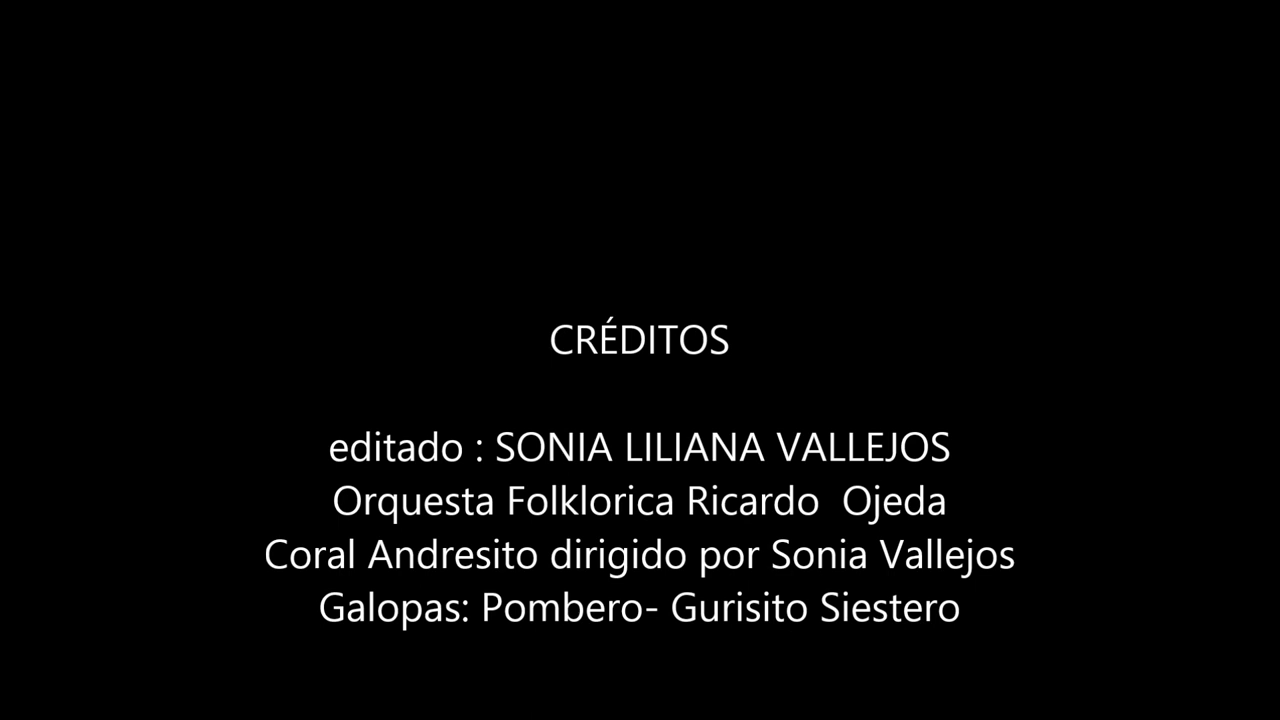 CRÉDITOS
editado : SONIA LILIANA VALLEJOS
Orquesta Folklorica Ricardo  Ojeda
Coral Andresito dirigido por Sonia Vallejos
Galopas: Pombero- Gurisito Siestero